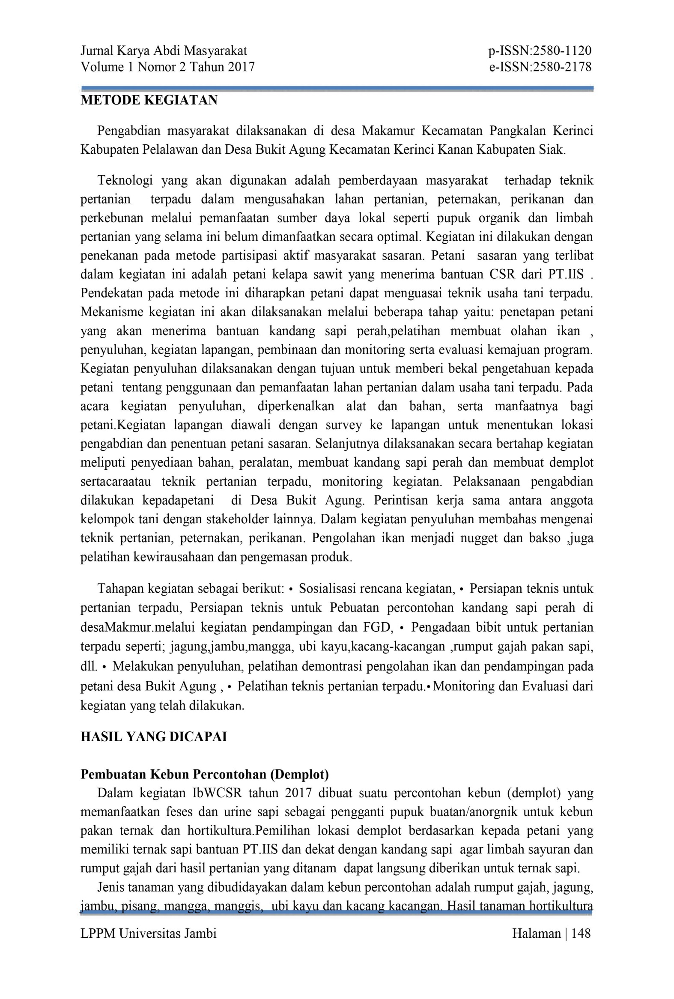 Jurnal Karya Abdi Masyarakat p-ISSN:2580-1120
Volume 1 Nomor 2 Tahun 2017 e-ISSN:2580-2178
METODE KEGIATAN
Pengabdian masyarakat dilaksanakan di desa Makamur Kecamatan Pangkalan Kerinci
Kabupaten Pelalawan dan Desa Bukit Agung Kecamatan Kerinci Kanan Kabupaten Siak.
Teknologi yang akan digunakan adalah pemberdayaan masyarakat terhadap teknik
pertanian terpadu dalam mengusahakan lahan pertanian, peternakan, perikanan dan
perkebunan melalui pemanfaatan sumber daya lokal seperti pupuk organik dan limbah
pertanian yang selama ini belum dimanfaatkan secara optimal. Kegiatan ini dilakukan dengan
penekanan pada metode partisipasi aktif masyarakat sasaran. Petani sasaran yang terlibat
dalam kegiatan ini adalah petani kelapa sawit yang menerima bantuan CSR dari PT.IIS .
Pendekatan pada metode ini diharapkan petani dapat menguasai teknik usaha tani terpadu.
Mekanisme kegiatan ini akan dilaksanakan melalui beberapa tahap yaitu: penetapan petani
yang akan menerima bantuan kandang sapi perah,pelatihan membuat olahan ikan ,
penyuluhan, kegiatan lapangan, pembinaan dan monitoring serta evaluasi kemajuan program.
Kegiatan penyuluhan dilaksanakan dengan tujuan untuk memberi bekal pengetahuan kepada
petani tentang penggunaan dan pemanfaatan lahan pertanian dalam usaha tani terpadu. Pada
acara kegiatan penyuluhan, diperkenalkan alat dan bahan, serta manfaatnya bagi
petani.Kegiatan lapangan diawali dengan survey ke lapangan untuk menentukan lokasi
pengabdian dan penentuan petani sasaran. Selanjutnya dilaksanakan secara bertahap kegiatan
meliputi penyediaan bahan, peralatan, membuat kandang sapi perah dan membuat demplot
sertacaraatau teknik pertanian terpadu, monitoring kegiatan. Pelaksanaan pengabdian
dilakukan kepadapetani di Desa Bukit Agung. Perintisan kerja sama antara anggota
kelompok tani dengan stakeholder lainnya. Dalam kegiatan penyuluhan membahas mengenai
teknik pertanian, peternakan, perikanan. Pengolahan ikan menjadi nugget dan bakso ,juga
pelatihan kewirausahaan dan pengemasan produk.
Tahapan kegiatan sebagai berikut: • Sosialisasi rencana kegiatan, • Persiapan teknis untuk
pertanian terpadu, Persiapan teknis untuk Pebuatan percontohan kandang sapi perah di
desaMakmur.melalui kegiatan pendampingan dan FGD, • Pengadaan bibit untuk pertanian
terpadu seperti; jagung,jambu,mangga, ubi kayu,kacang-kacangan ,rumput gajah pakan sapi,
dll. • Melakukan penyuluhan, pelatihan demontrasi pengolahan ikan dan pendampingan pada
petani desa Bukit Agung , • Pelatihan teknis pertanian terpadu.• Monitoring dan Evaluasi dari
kegiatan yang telah dilakukan.
HASIL YANG DICAPAI
Pembuatan Kebun Percontohan (Demplot)
Dalam kegiatan IbWCSR tahun 2017 dibuat suatu percontohan kebun (demplot) yang
memanfaatkan feses dan urine sapi sebagai pengganti pupuk buatan/anorgnik untuk kebun
pakan ternak dan hortikultura.Pemilihan lokasi demplot berdasarkan kepada petani yang
memiliki ternak sapi bantuan PT.IIS dan dekat dengan kandang sapi agar limbah sayuran dan
rumput gajah dari hasil pertanian yang ditanam dapat langsung diberikan untuk ternak sapi.
Jenis tanaman yang dibudidayakan dalam kebun percontohan adalah rumput gajah, jagung,
jambu, pisang, mangga, manggis, ubi kayu dan kacang kacangan. Hasil tanaman hortikultura
LPPM Universitas Jambi Halaman | 148